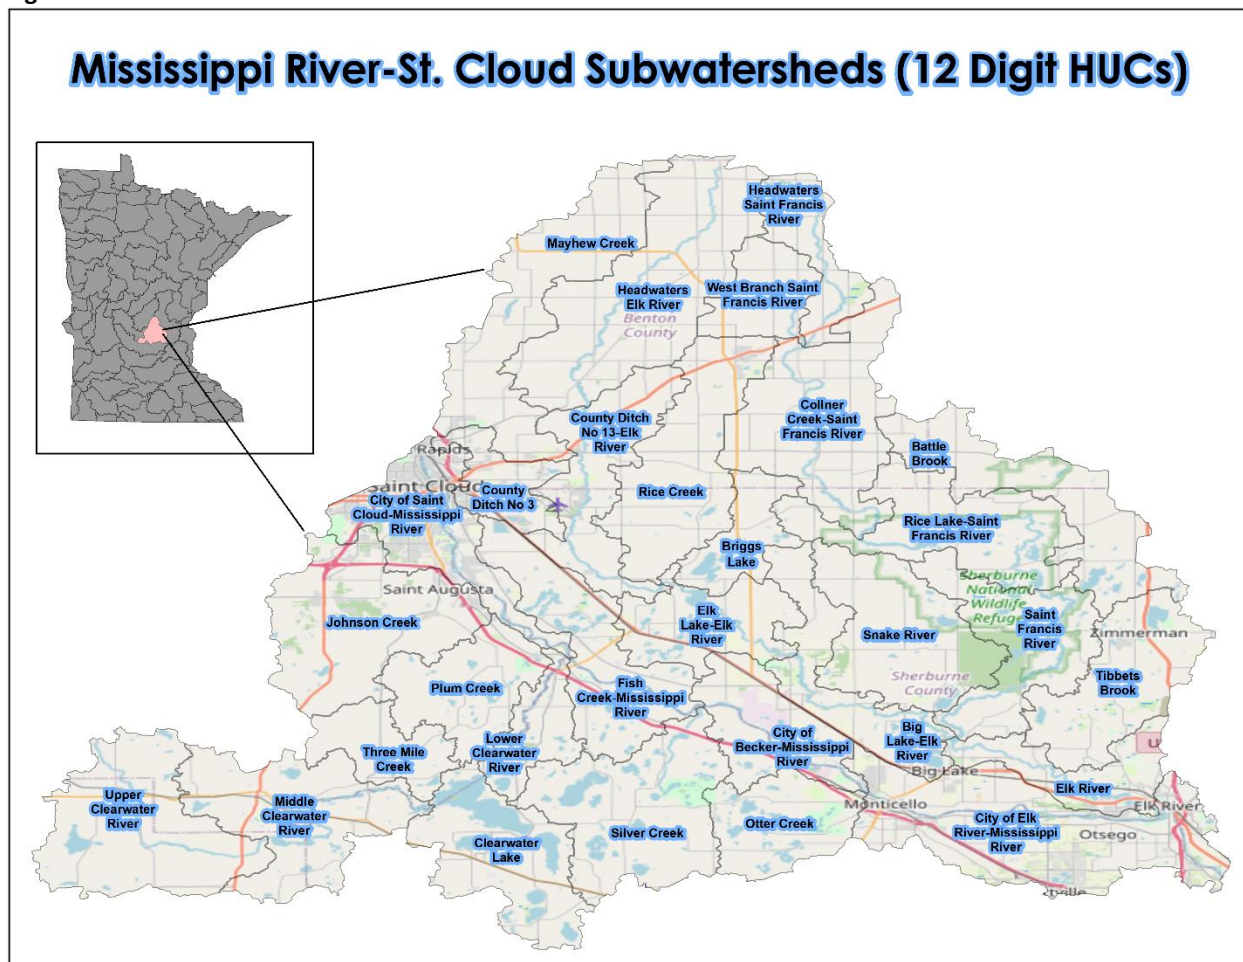 Mississippi River-St. Cloud Subwatersheds (12 Digit HUCs)
Headwaters
Saint Francis
River
Mayhew Creek
Headwaters
Elk River
West Branch Saint
Francis River
Benton
County
County Ditch
No 13-Elk
River
Collner
Creek-Saint
Francis River
Battle
Brook
Rapids
Saint Cloud
City of Saint
Cloud-Mississippi
River
County
Ditch No 3
Rice Creek
Rice Lake-Saint
Francis River
Briggs
Lake
Saint Augusta
Sherburne
National
Wildlife
Refuge
Johnson Creek
Elk
Lake-Elk
River
Snake River
Saint
Francis
River
Zimmerman
Plum Creek
Fish
Creek-Mississippi
River
Sherburne
County
Tibbets
Brook
Three Mile
Creek
Lower
Clearwater
River
City of
Becker-Mississippi
River
Big
Lake-Elk
River
U
Big Lake
Upper
Clearwater
River
Middle
Clearwater
River
Elk River
Monticello
Elk River
Clearwater
Lake
Silver Creek
Otter Creek
City of Elk
River-Mississippi
River
Otsego